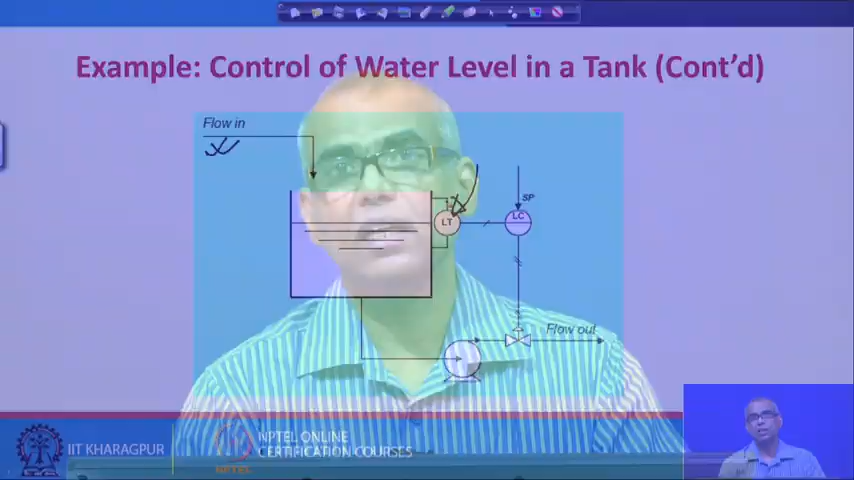 Example: Control of Water Level in a Tank (Cont'd)
Flow in
SP
LT
LC
Flow out
IIT KHARAGPUR
NPTEL ONLINE
CERTIFICATION COURSES
NPTEL